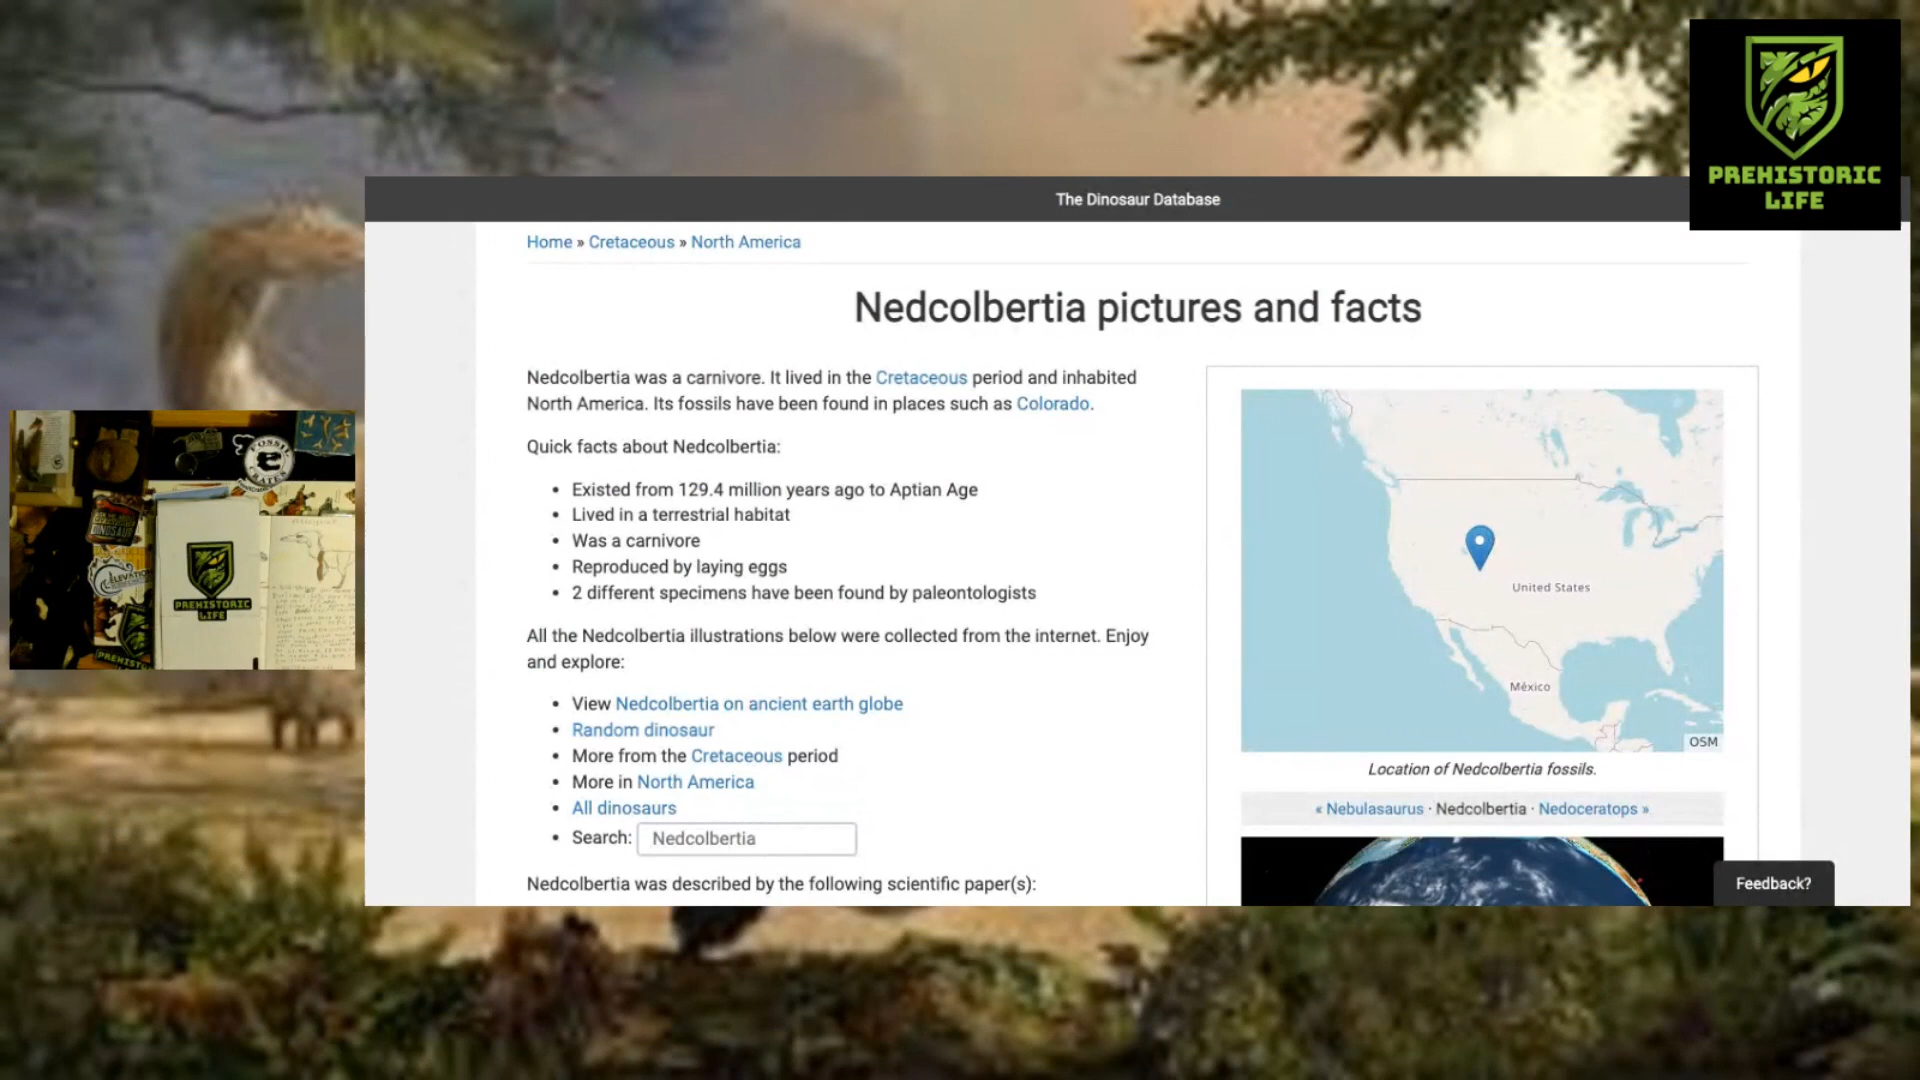 PREHISTORIC
LIFE
The Dinosaur Database
Home » Cretaceous » North America
Nedcolbertia pictures and facts
Nedcolbertia was a carnivore. It lived in the Cretaceous period and inhabited
North America. Its fossils have been found in places such as Colorado.
Quick facts about Nedcolbertia:
• Existed from 129.4 million years ago to Aptian Age
• Lived in a terrestrial habitat
• Was a carnivore
• Reproduced by laying eggs
• 2 different specimens have been found by paleontologists
All the Nedcolbertia illustrations below were collected from the internet. Enjoy
and explore:
• View Nedcolbertia on ancient earth globe
• Random dinosaur
• More from the Cretaceous period
• More in North America
• All dinosaurs
• Search: Nedcolbertia
Nedcolbertia was described by the following scientific paper(s):
United States
México
OSM
Location of Nedcolbertia fossils.
« Nebulasaurus · Nedcolbertia · Nedoceratops »
Feedback?
FOSSIL
CRATES
DINOSAUR
ELEVATION
PREHISTORIC
LIFE